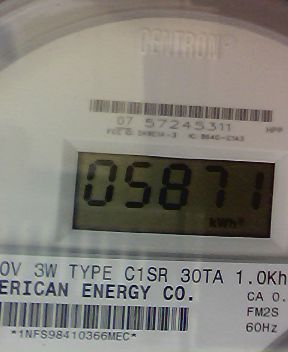 CENTRON®
07 57245311
HPP
05871
kWh
0V 3W TYPE C1SR 30TA 1.0Kh
ERICAN ENERGY CO.
CA 0.
FM2S
60Hz
*1NFS98410366MEC*